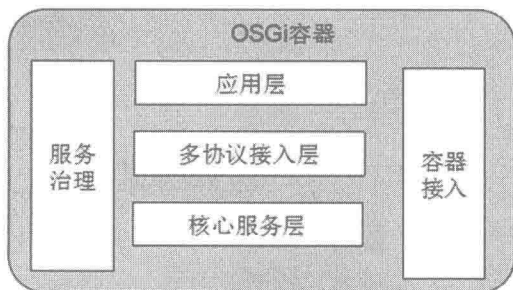 OSGi容器
应用层
服务
治理
多协议接入层
容器
接入
核心服务层